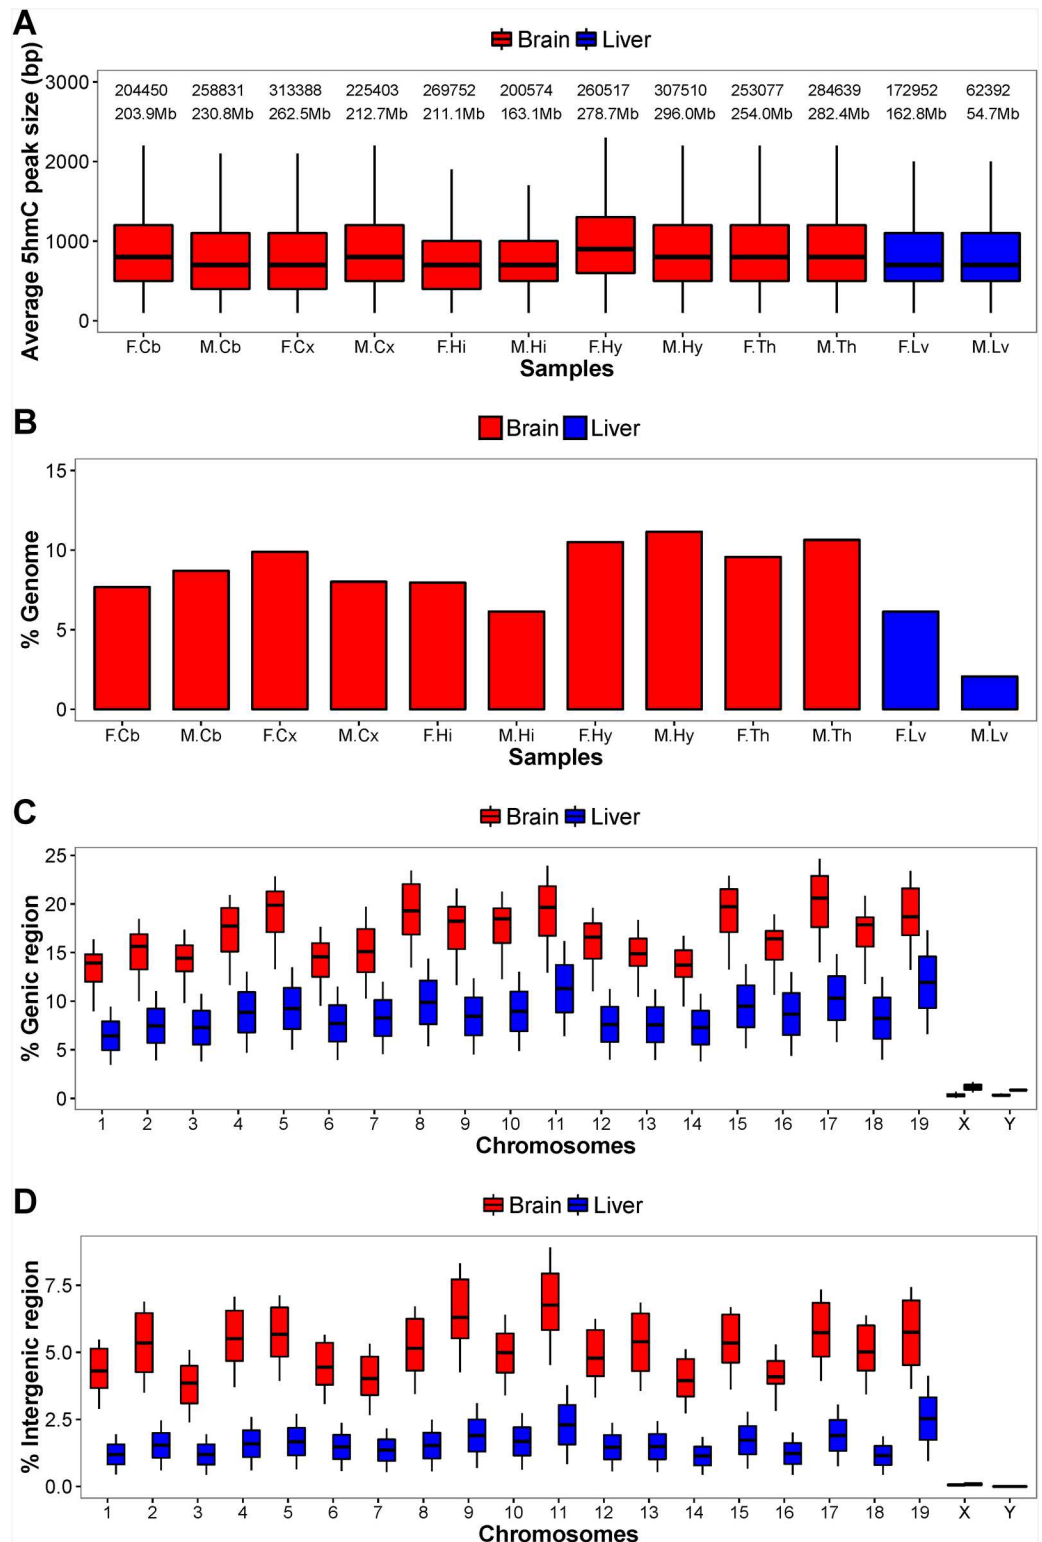 A
Brain Liver
Average 5hmC peak size (bp)
3000
2000
1000
0
204450 258831 313388 225403 269752 200574 260517 307510 253077 284639 172952 62392
203.9Mb 230.8Mb 262.5Mb 212.7Mb 211.1Mb 163.1Mb 278.7Mb 296.0Mb 254.0Mb 282.4Mb 162.8Mb 54.7Mb
F.Cb M.Cb F.Cx M.Cx F.Hi M.Hi F.Hy M.Hy F.Th M.Th F.Lv M.Lv
Samples
B
Brain Liver
% Genome
15
10
5
0
F.Cb M.Cb F.Cx M.Cx F.Hi M.Hi F.Hy M.Hy F.Th M.Th F.Lv M.Lv
Samples
C
Brain Liver
% Genic region
25
20
15
10
5
0
1 2 3 4 5 6 7 8 9 10 11 12 13 14 15 16 17 18 19 X Y
Chromosomes
D
Brain Liver
% Intergenic region
7.5
5.0
2.5
0.0
1 2 3 4 5 6 7 8 9 10 11 12 13 14 15 16 17 18 19 X Y
Chromosomes